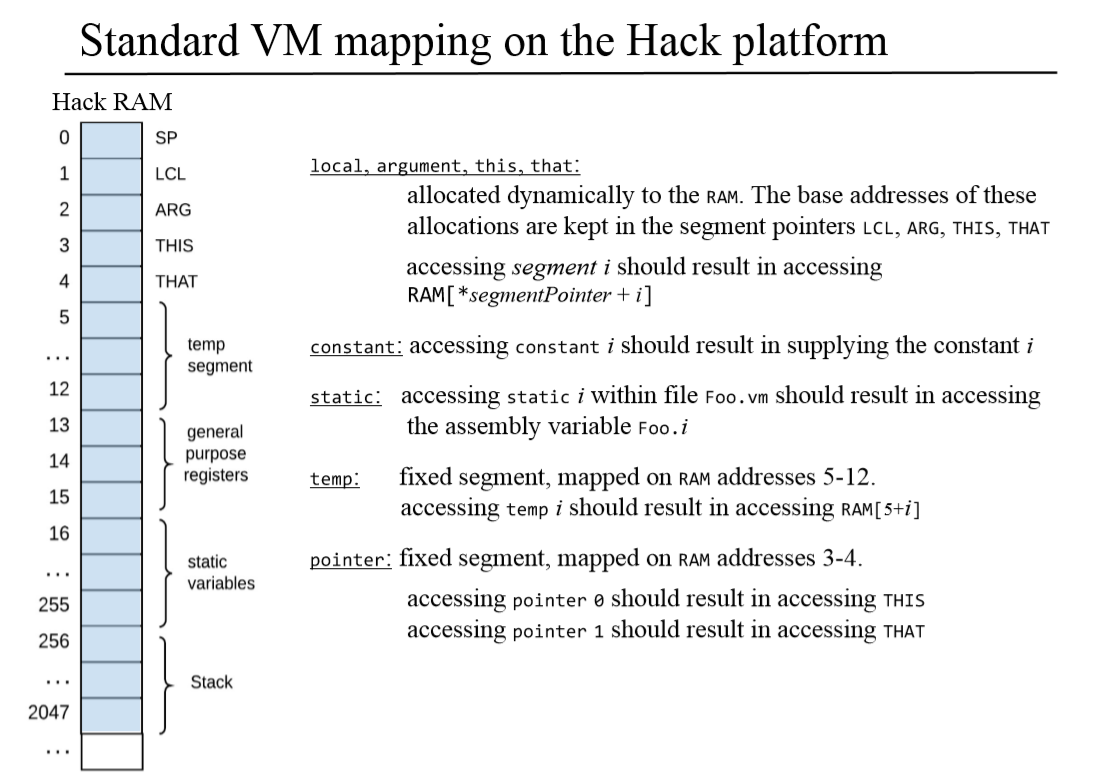 Standard VM mapping on the Hack platform
Hack RAM
0 SP
1 LCL
2 ARG
3 THIS
4 THAT
5
...
12
temp
segment
13
14
15
general
purpose
registers
16
...
255
static
variables
256
...
2047
Stack
...
local, argument, this, that:
allocated dynamically to the RAM. The base addresses of these
allocations are kept in the segment pointers LCL, ARG, THIS, THAT
accessing segment i should result in accessing
RAM[*segmentPointer + i]
constant: accessing constant i should result in supplying the constant i
static: accessing static i within file Foo.vm should result in accessing
the assembly variable Foo.i
temp: fixed segment, mapped on RAM addresses 5-12.
accessing temp i should result in accessing RAM[5+i]
pointer: fixed segment, mapped on RAM addresses 3-4.
accessing pointer 0 should result in accessing THIS
accessing pointer 1 should result in accessing THAT